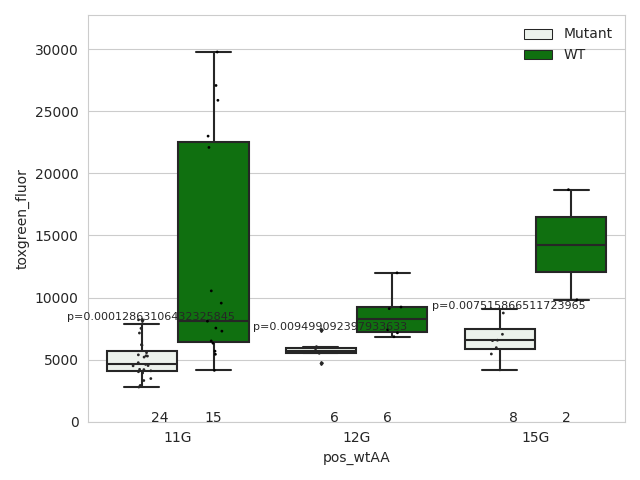 Mutant
WT
30000
25000
20000
15000
10000
5000
0
toxgreen_fluor
p=0.00012863106432325845
p=0.009499092397933633
p=0.007515866511723965
24 15 6 6 8 2
11G 12G 15G
pos_wtAA